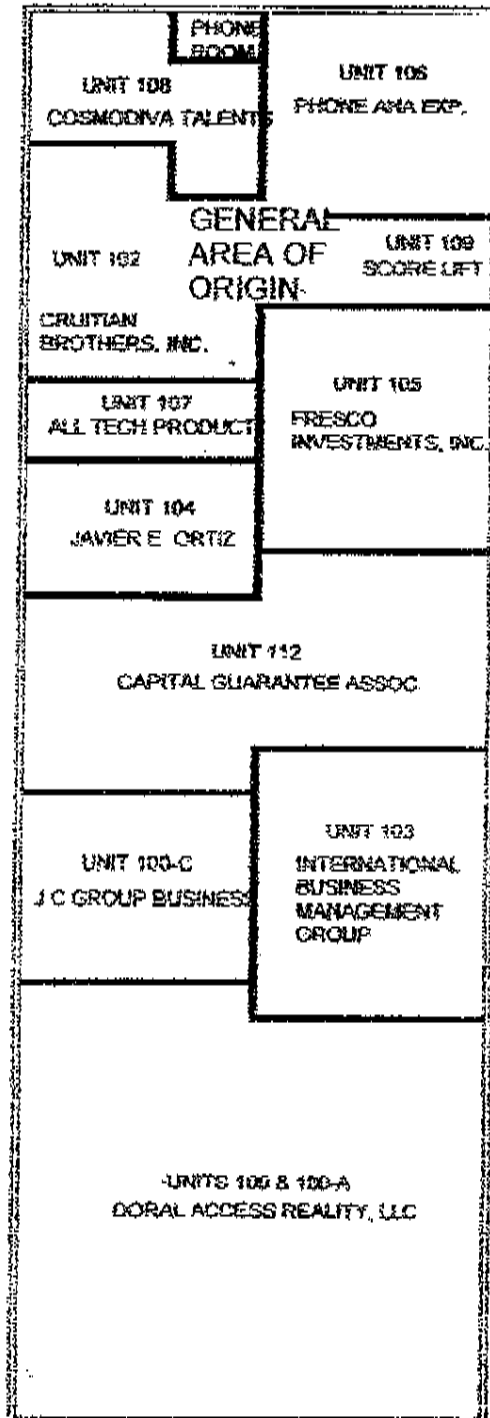 PHONE
ROOM
UNIT 108
COSMODIVA TALENTS
UNIT 106
PHONE ANA EXP.
GENERAL
AREA OF
ORIGIN
UNIT 109
SCORE LIFT
UNIT 102
CRUITIAN
BROTHERS, INC.
UNIT 107
ALL TECH PRODUCT
UNIT 105
FRESCO
INVESTMENTS, INC.
UNIT 104
JAVIER E. ORTIZ
UNIT 112
CAPITAL GUARANTEE ASSOC.
UNIT 100-C
J C GROUP BUSINESS
UNIT 103
INTERNATIONAL
BUSINESS
MANAGEMENT
GROUP
UNITS 100 & 100-A
DORAL ACCESS REALITY, LLC